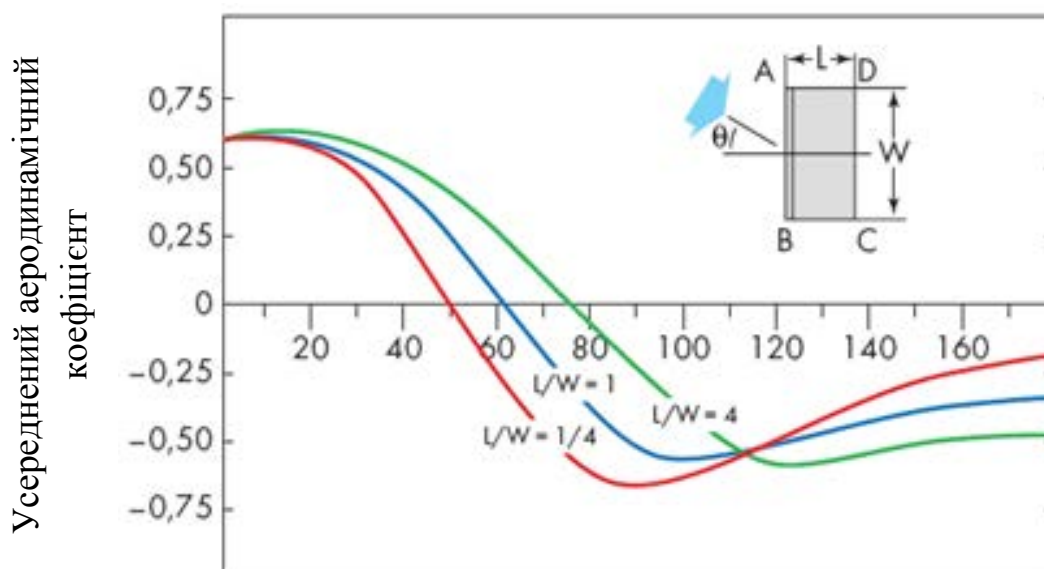 Усереднений аеродинамічний
коефіцієнт
0,75
0,50
0,25
0
−0,25
−0,50
−0,75
20 40 60 80 100 120 140 160
A L D
θ/ W
B C
L/W = 1
L/W = 4
L/W = 1/4